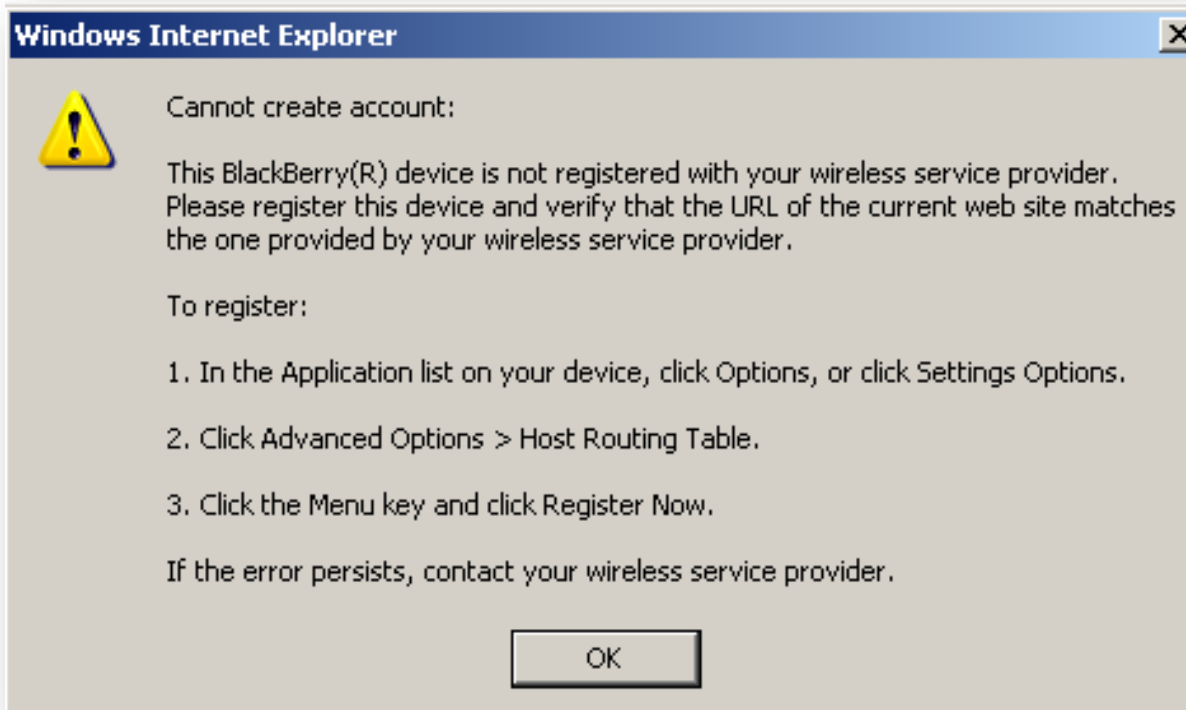 Windows Internet Explorer
Cannot create account:
This BlackBerry(R) device is not registered with your wireless service provider.
Please register this device and verify that the URL of the current web site matches
the one provided by your wireless service provider.
To register:
1. In the Application list on your device, click Options, or click Settings Options.
2. Click Advanced Options > Host Routing Table.
3. Click the Menu key and click Register Now.
If the error persists, contact your wireless service provider.
OK